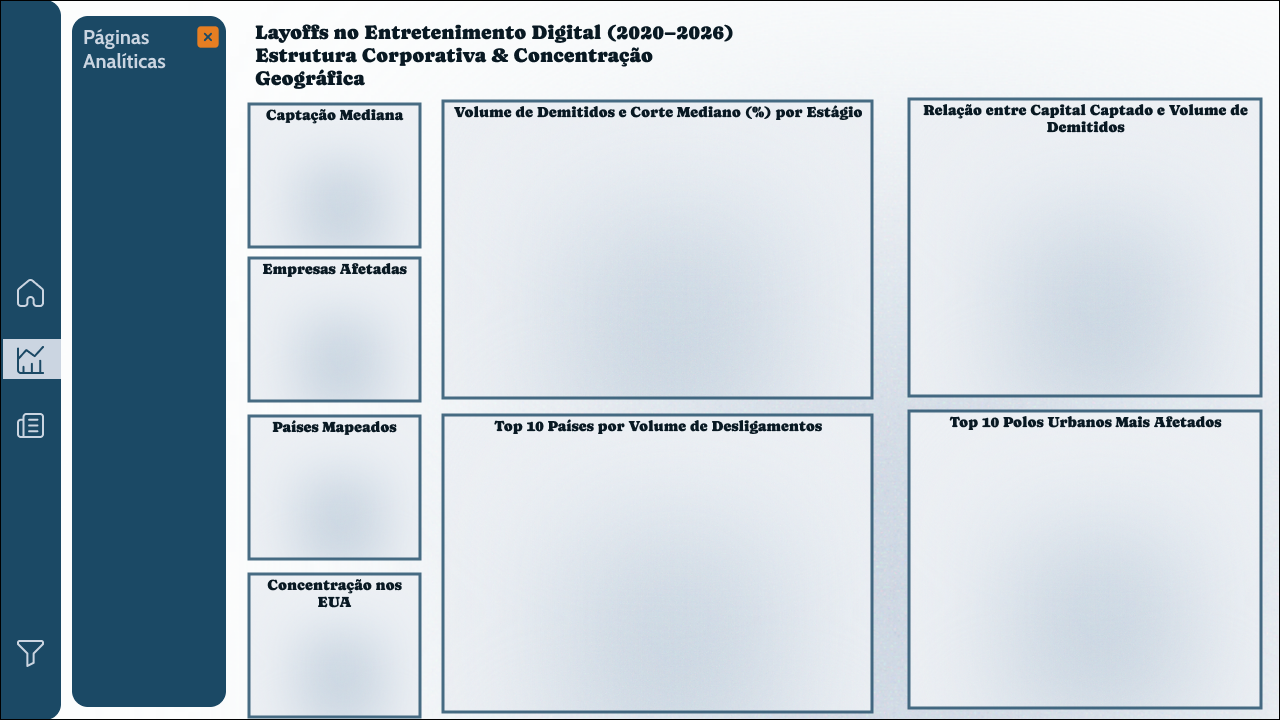 Páginas
Analíticas
Layoffs no Entretenimento Digital (2020–2026)
Estrutura Corporativa & Concentração
Geográfica
Captação Mediana
Volume de Demitidos e Corte Mediano (%) por Estágio
Relação entre Capital Captado e Volume de
Demitidos
Empresas Afetadas
Países Mapeados
Top 10 Países por Volume de Desligamentos
Top 10 Polos Urbanos Mais Afetados
Concentração nos
EUA